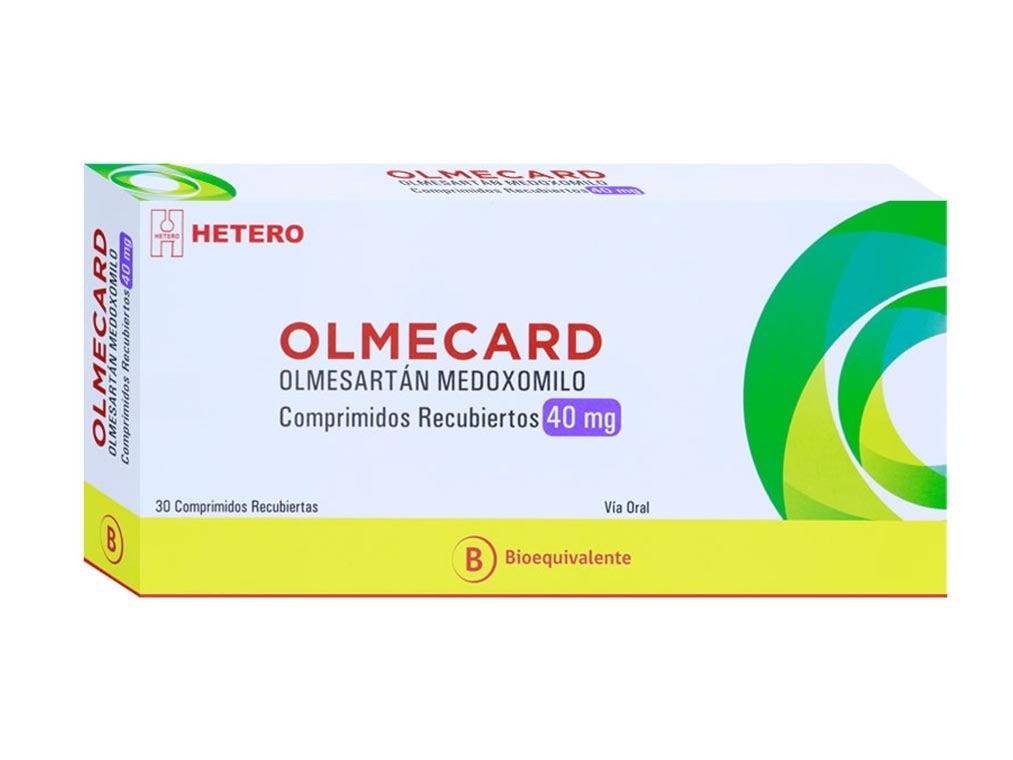 OLMECARD
OLMESARTÁN MEDOXOMILO
Comprimidos Recubiertos 40 mg
HETERO
HETERO
OLMECARD
OLMESARTÁN MEDOXOMILO
Comprimidos Recubiertos 40 mg
OLMECARD
OLMESARTÁN MEDOXOMILO
Comprimidos Recubiertos 40 mg
30 Comprimidos Recubiertas
Vía Oral
B
B Bioequivalente